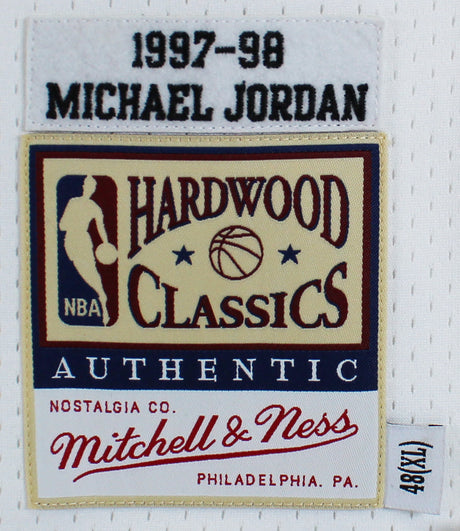 1997-98
MICHAEL JORDAN
HARDWOOD
CLASSICS
NBA
AUTHENTIC
NOSTALGIA CO.
Mitchell & Ness
PHILADELPHIA. PA.
48(XL)